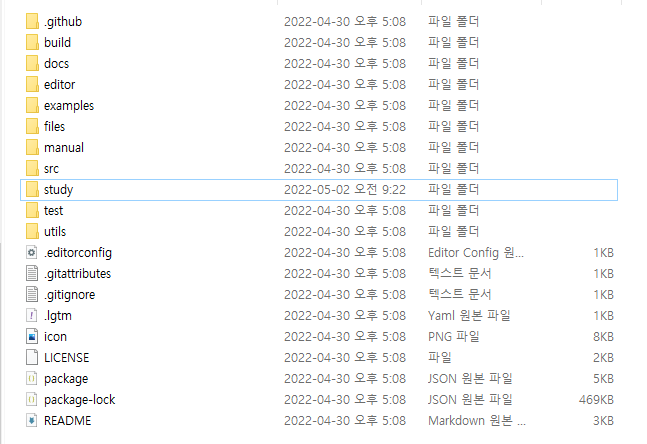 .github 2022-04-30 오후 5:08 파일 폴더
build 2022-04-30 오후 5:08 파일 폴더
docs 2022-04-30 오후 5:08 파일 폴더
editor 2022-04-30 오후 5:08 파일 폴더
examples 2022-04-30 오후 5:08 파일 폴더
files 2022-04-30 오후 5:08 파일 폴더
manual 2022-04-30 오후 5:08 파일 폴더
src 2022-04-30 오후 5:08 파일 폴더
study 2022-05-02 오전 9:22 파일 폴더
test 2022-04-30 오후 5:08 파일 폴더
utils 2022-04-30 오후 5:08 파일 폴더
.editorconfig 2022-04-30 오후 5:08 Editor Config 원... 1KB
.gitattributes 2022-04-30 오후 5:08 텍스트 문서 1KB
.gitignore 2022-04-30 오후 5:08 텍스트 문서 1KB
.lgtm 2022-04-30 오후 5:08 Yaml 원본 파일 1KB
icon 2022-04-30 오후 5:08 PNG 파일 8KB
LICENSE 2022-04-30 오후 5:08 파일 2KB
package 2022-04-30 오후 5:08 JSON 원본 파일 5KB
package-lock 2022-04-30 오후 5:08 JSON 원본 파일 469KB
README 2022-04-30 오후 5:08 Markdown 원본 ... 3KB